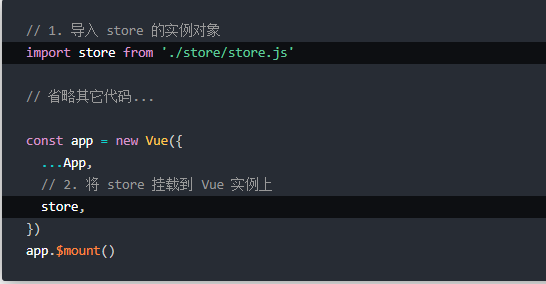 // 1. 导入 store 的实例对象
import store from './store/store.js'
// 省略其它代码...
const app = new Vue({
...App,
// 2. 将 store 挂载到 Vue 实例上
store,
})
app.$mount()